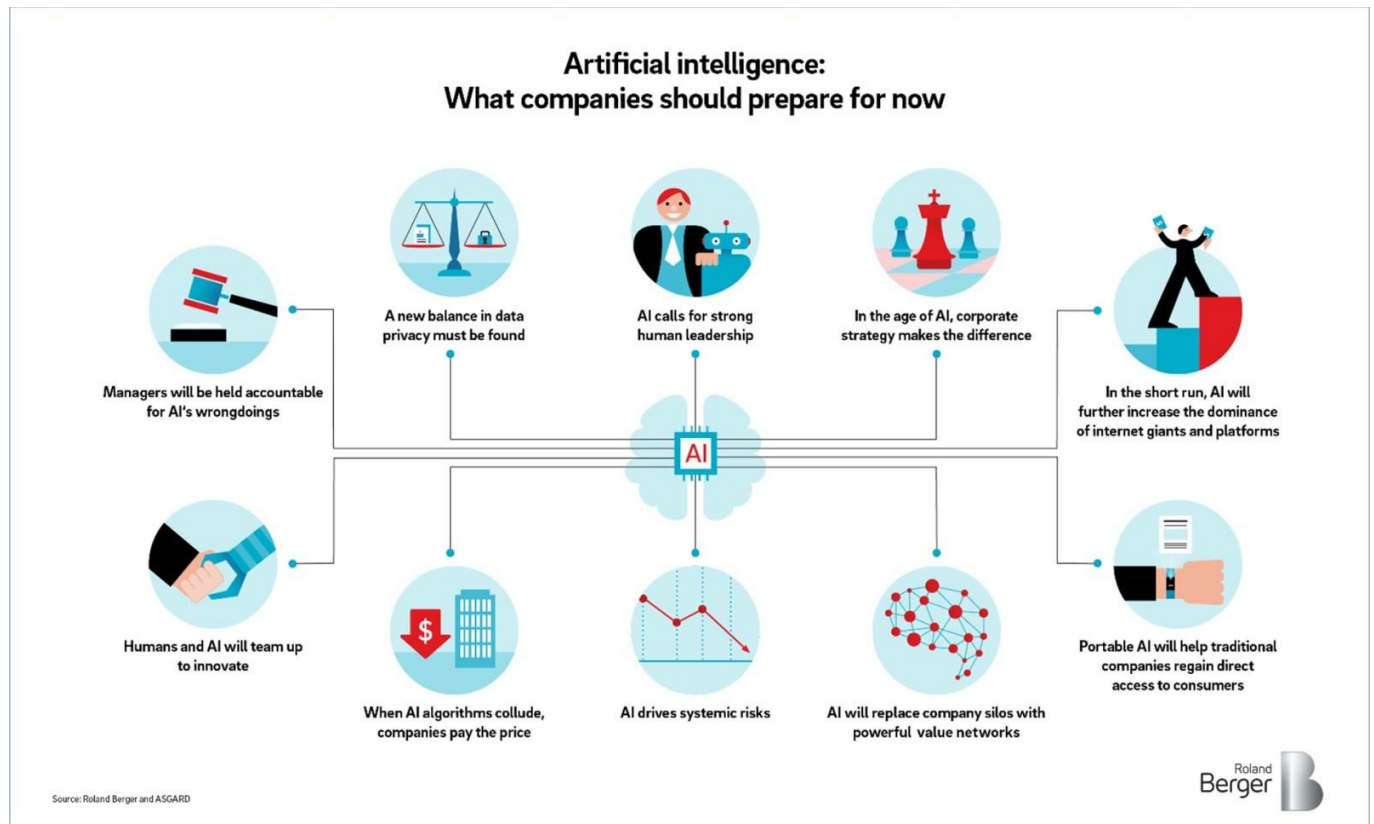 Artificial intelligence:
What companies should prepare for now
A new balance in data
privacy must be found
AI calls for strong
human leadership
In the age of AI, corporate
strategy makes the difference
Managers will be held accountable
for AI's wrongdoings
In the short run, AI will
further increase the dominance
of internet giants and platforms
AI
Humans and AI will team up
to innovate
$
When AI algorithms collude,
companies pay the price
AI drives systemic risks
AI will replace company silos with
powerful value networks
Portable AI will help traditional
companies regain direct
access to consumers
Source: Roland Berger and ASGARD
Roland
Berger
B